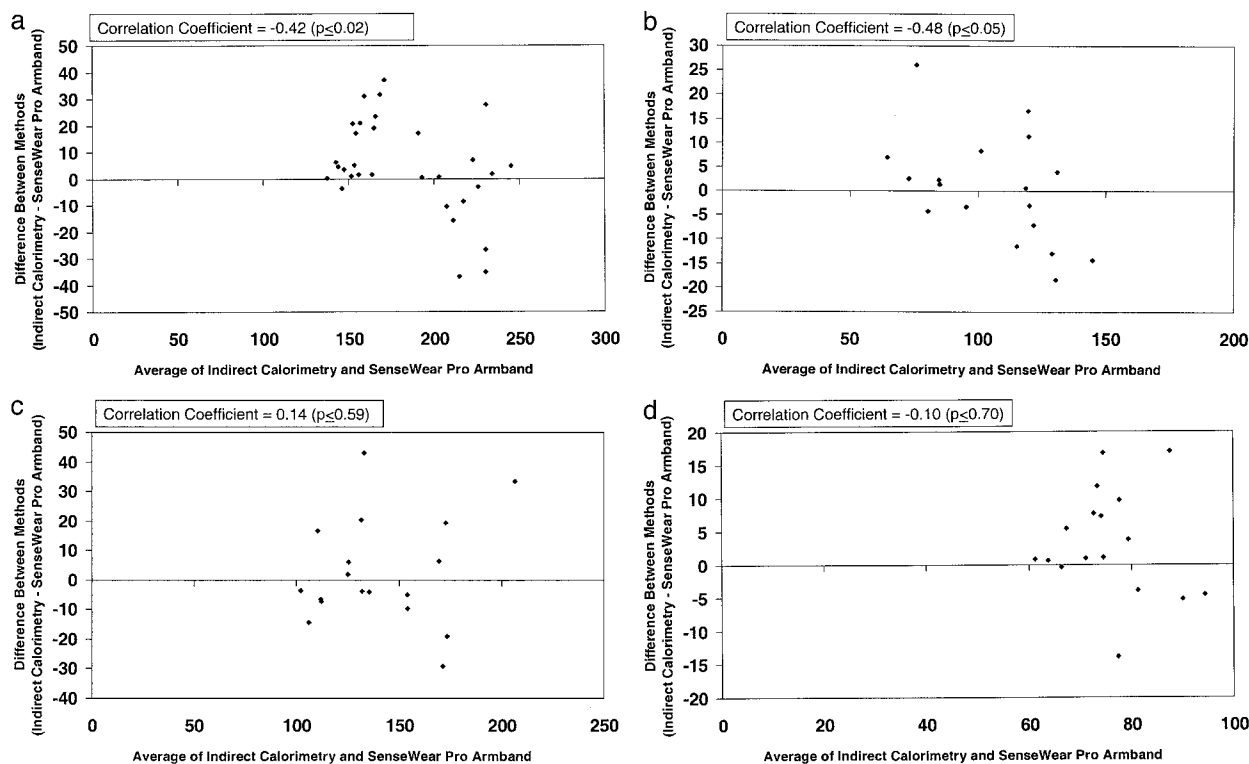 a
Correlation Coefficient = -0.42 (p≤0.02)
Difference Between Methods
(Indirect Calorimetry - SenseWear Pro Armband)
50
40
30
20
10
0
-10
-20
-30
-40
-50
0 50 100 150 200 250 300
Average of Indirect Calorimetry and SenseWear Pro Armband
b
Correlation Coefficient = -0.48 (p≤0.05)
Difference Between Methods
(Indirect Calorimetry - SenseWear Pro Armband)
30
25
20
15
10
5
0
-5
-10
-15
-20
-25
50 100 150 200
Average of Indirect Calorimetry and SenseWear Pro Armband
c
Correlation Coefficient = 0.14 (p≤0.59)
Difference Between Methods
(Indirect Calorimetry - SenseWear Pro Armband)
50
40
30
20
10
0
-10
-20
-30
-40
0 50 100 150 200 250
Average of Indirect Calorimetry and SenseWear Pro Armband
d
Correlation Coefficient = -0.10 (p≤0.70)
Difference Between Methods
(Indirect Calorimetry - SenseWear Pro Armband)
20
15
10
5
0
-5
-10
-15
-20
0 20 40 60 80 100
Average of Indirect Calorimetry and SenseWear Pro Armband